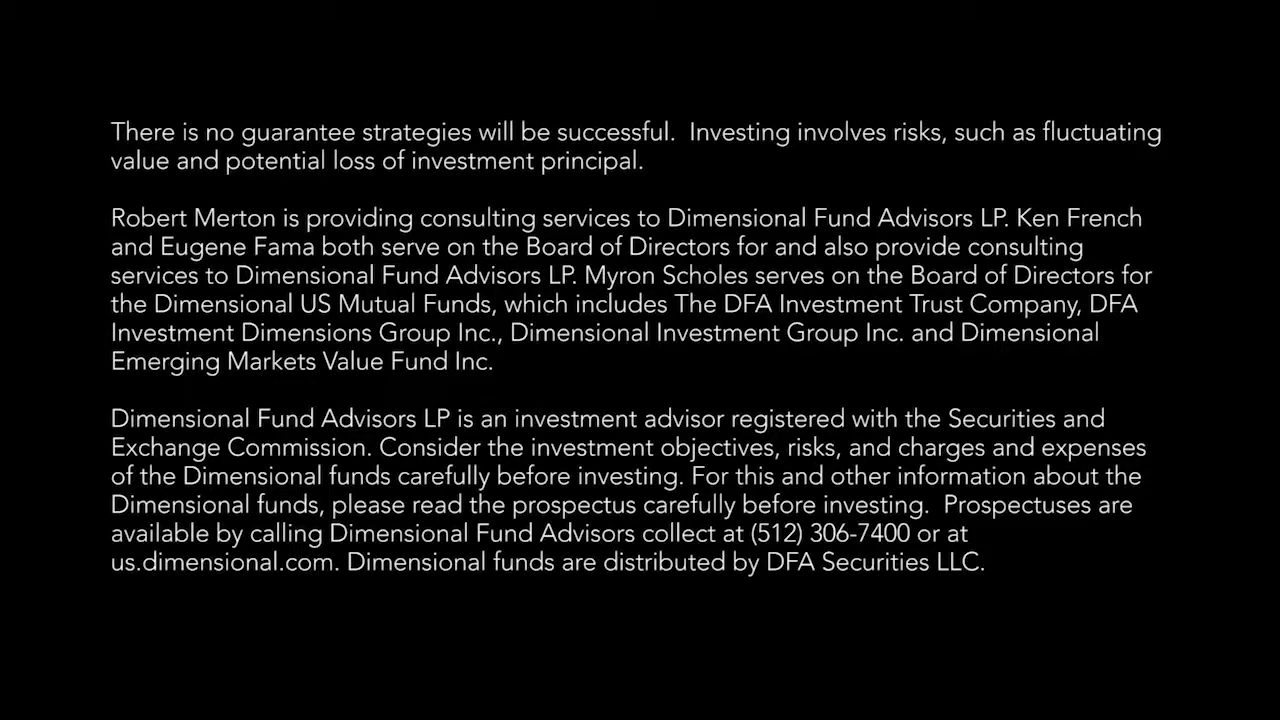 There is no guarantee strategies will be successful.  Investing involves risks, such as fluctuating
value and potential loss of investment principal.
Robert Merton is providing consulting services to Dimensional Fund Advisors LP. Ken French
and Eugene Fama both serve on the Board of Directors for and also provide consulting
services to Dimensional Fund Advisors LP. Myron Scholes serves on the Board of Directors for
the Dimensional US Mutual Funds, which includes The DFA Investment Trust Company, DFA
Investment Dimensions Group Inc., Dimensional Investment Group Inc. and Dimensional
Emerging Markets Value Fund Inc.
Dimensional Fund Advisors LP is an investment advisor registered with the Securities and
Exchange Commission. Consider the investment objectives, risks, and charges and expenses
of the Dimensional funds carefully before investing. For this and other information about the
Dimensional funds, please read the prospectus carefully before investing.  Prospectuses are
available by calling Dimensional Fund Advisors collect at (512) 306-7400 or at
us.dimensional.com. Dimensional funds are distributed by DFA Securities LLC.